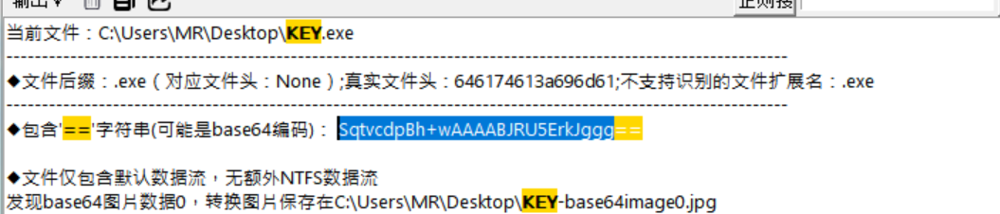 输出▼ 正则搜
当前文件：C:\Users\MR\Desktop\KEY.exe
◆文件后缀：.exe（对应文件头：None）;真实文件头：646174613a696d61;不支持识别的文件扩展名：.exe
◆包含'=='字符串(可能是base64编码)： SqtvcdpBh+wAAAABJRU5ErkJggg==
◆文件仅包含默认数据流，无额外NTFS数据流
发现base64图片数据0，转换图片保存在C:\Users\MR\Desktop\KEY-base64image0.jpg